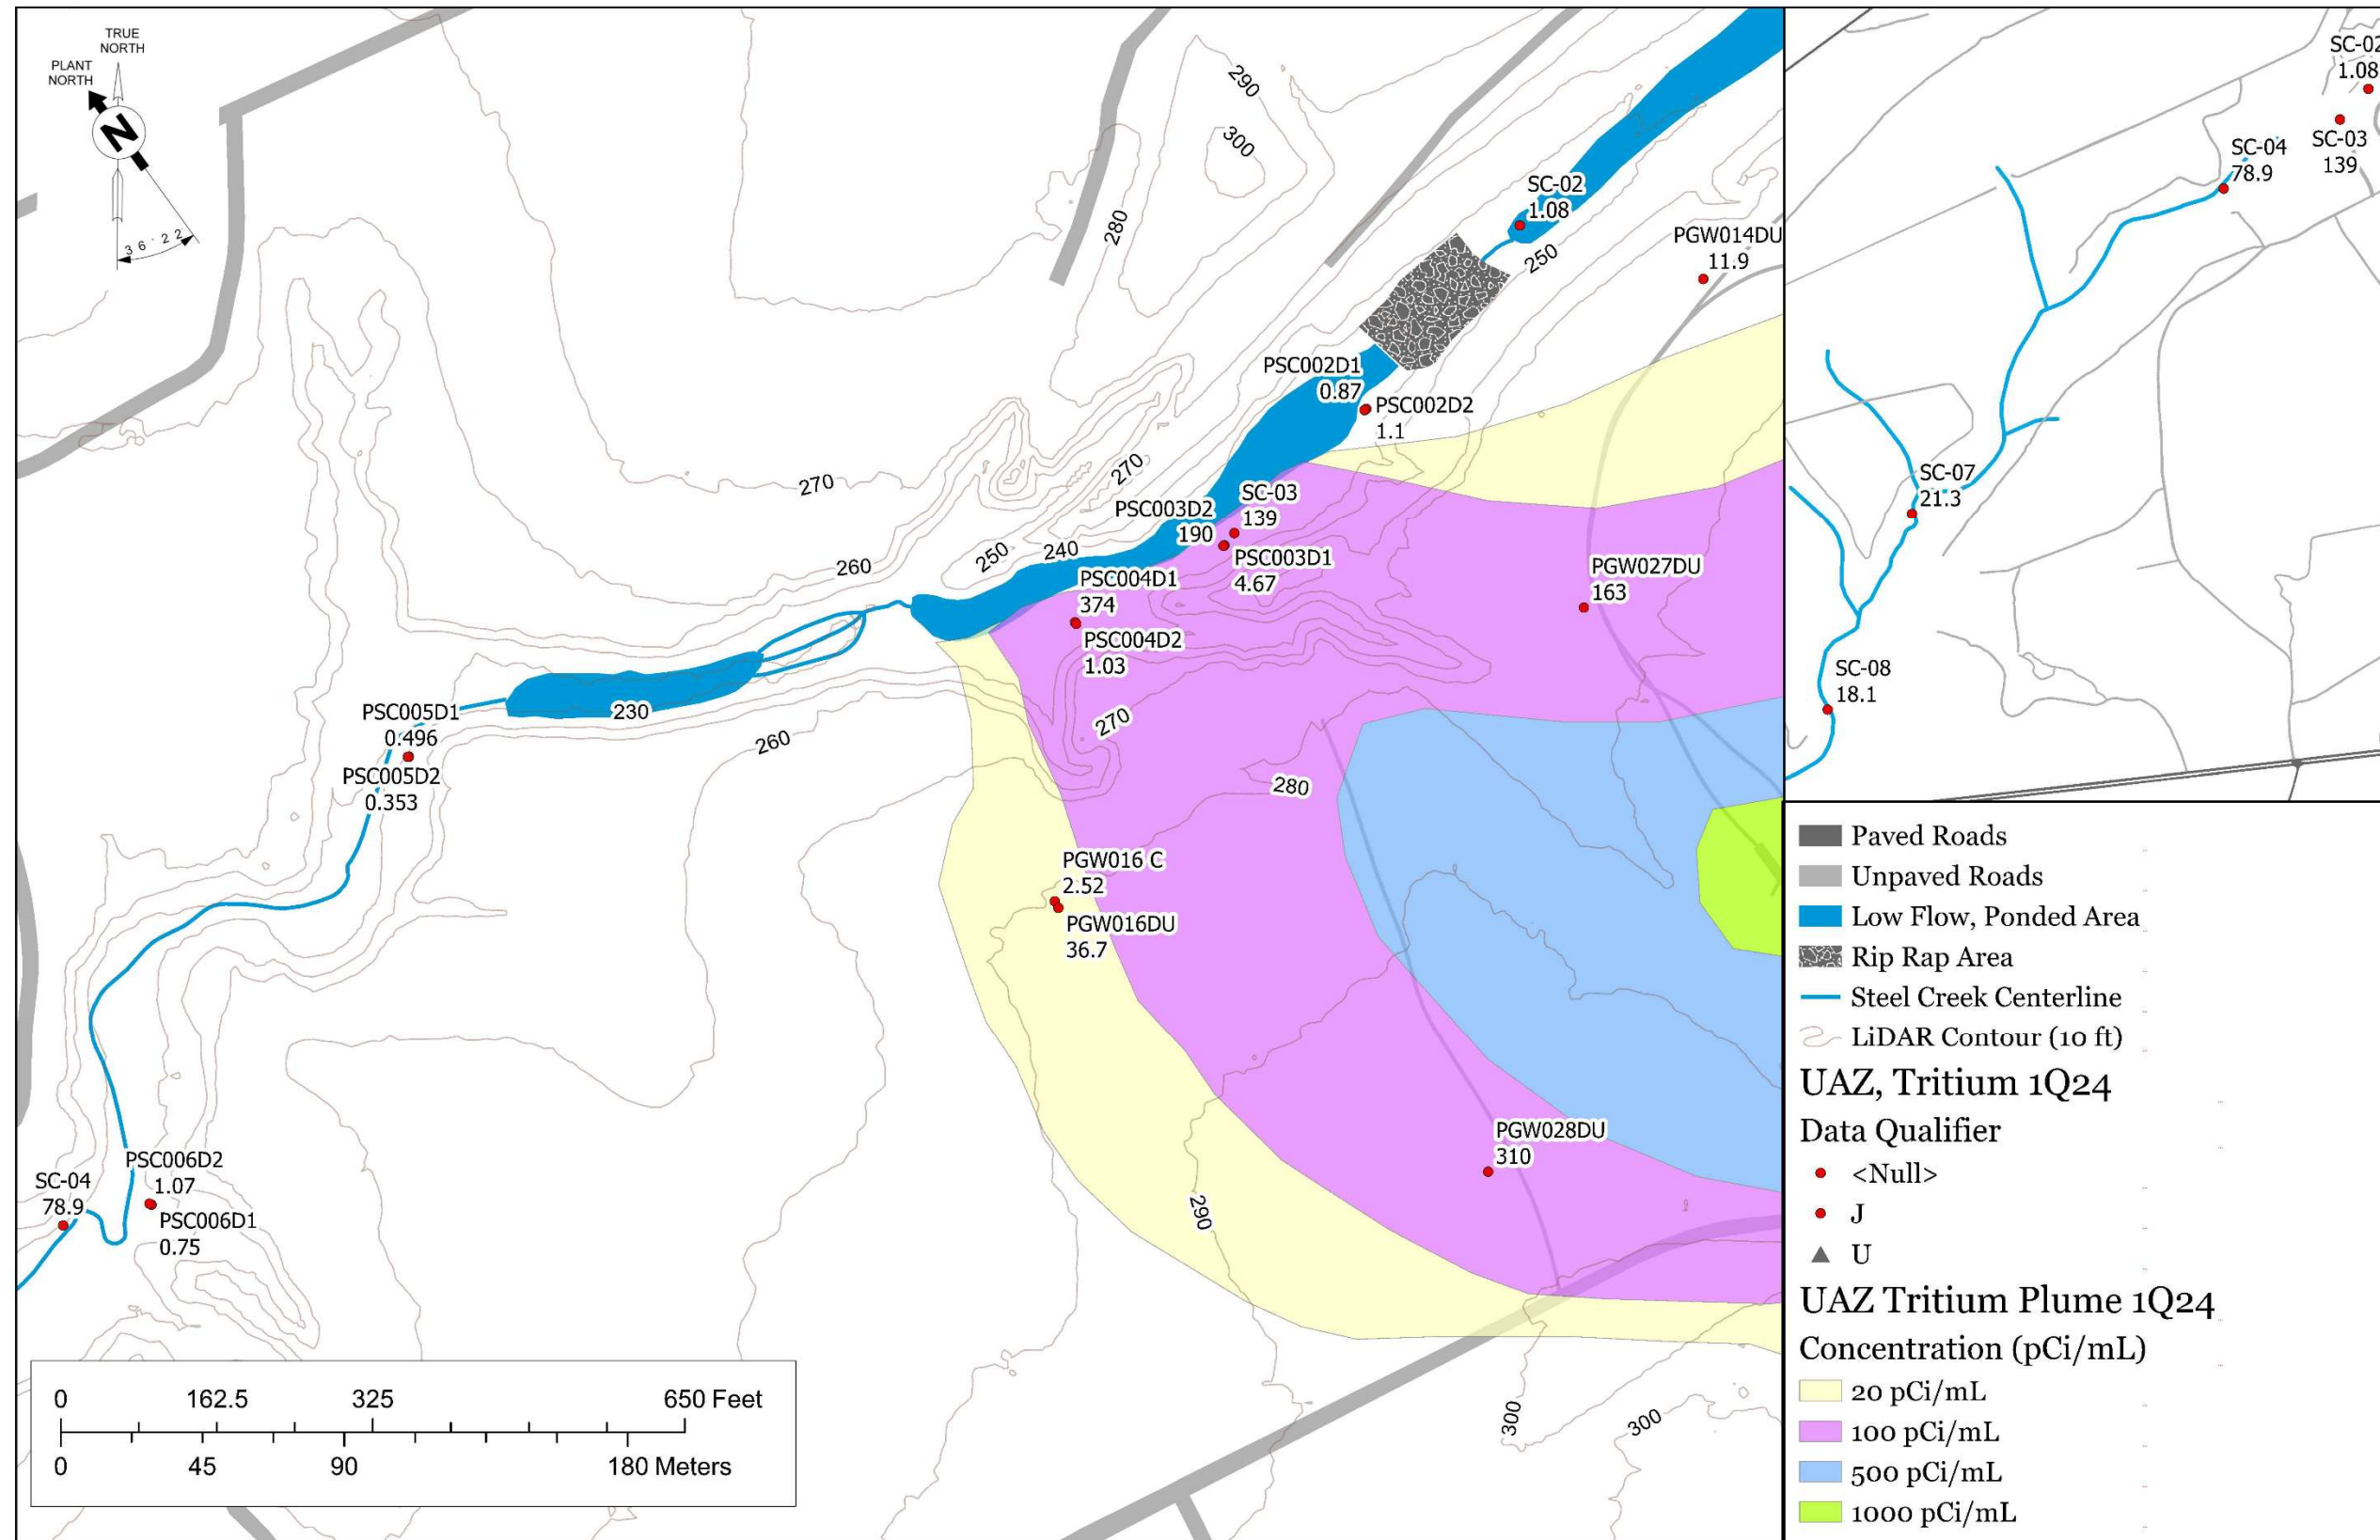 TRUE
NORTH
PLANT
NORTH
N
36°22'
290
300
280
SC-02
1.08
250
PGW014DU
11.9
PSC002D1
0.87
PSC002D2
1.1
270
270
SC-03
139
PSC003D2
190
PSC003D1
4.67
250
240
260
PSC004D1
374
PSC004D2
1.03
PGW027DU
163
230
260
270
280
PSC005D1
0.496
PSC005D2
0.353
PGW016 C
2.52
PGW016DU
36.7
PGW028DU
310
290
300
300
PSC006D2
1.07
PSC006D1
0.75
SC-04
78.9
0 162.5 325 650 Feet
0 45 90 180 Meters
SC-02
1.08
SC-03
139
SC-04
78.9
SC-07
21.3
SC-08
18.1
Paved Roads
Unpaved Roads
Low Flow, Ponded Area
Rip Rap Area
Steel Creek Centerline
LiDAR Contour (10 ft)
UAZ, Tritium 1Q24
Data Qualifier
<Null>
J
U
UAZ Tritium Plume 1Q24
Concentration (pCi/mL)
20 pCi/mL
100 pCi/mL
500 pCi/mL
1000 pCi/mL